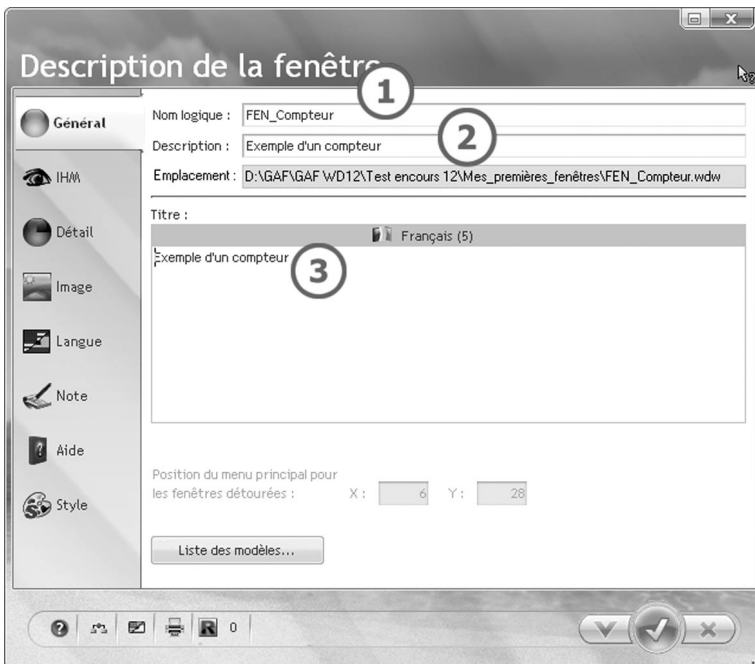 Description de la fenêtre
1
Général
Nom logique : FEN_Compteur
2
Description : Exemple d'un compteur
IHM
Emplacement : D:\GAF\GAF WD12\Test encours 12\Mes_premières_fenêtres\FEN_Compteur.wdw
Titre :
Détail
Français (5)
Exemple d'un compteur
3
Image
Langue
Note
Aide
Position du menu principal pour
les fenêtres détourées : X : 6 Y : 28
Style
Liste des modèles...
? R 0